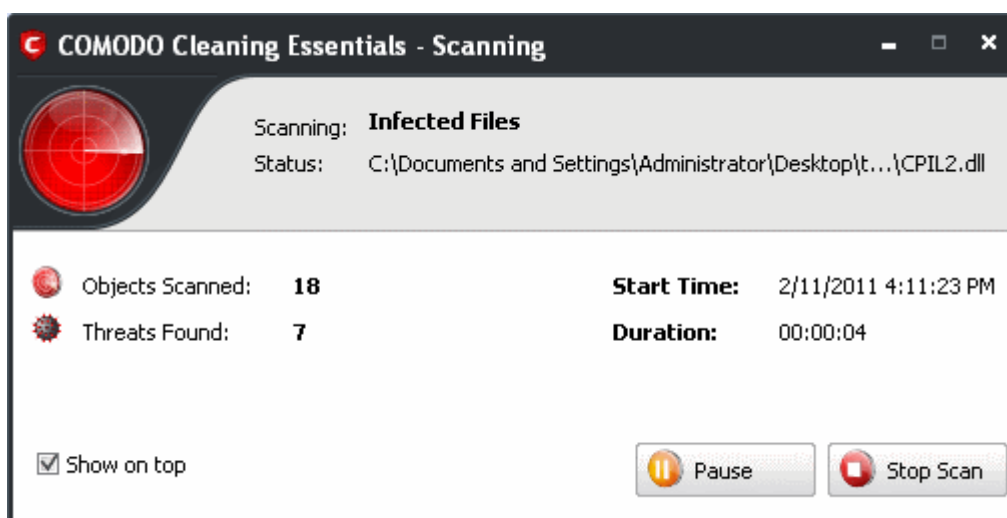 COMODO Cleaning Essentials - Scanning
Scanning: Infected Files
Status: C:\Documents and Settings\Administrator\Desktop\t...\CPIL2.dll
Objects Scanned: 18 Start Time: 2/11/2011 4:11:23 PM
Threats Found: 7 Duration: 00:00:04
Show on top Pause Stop Scan